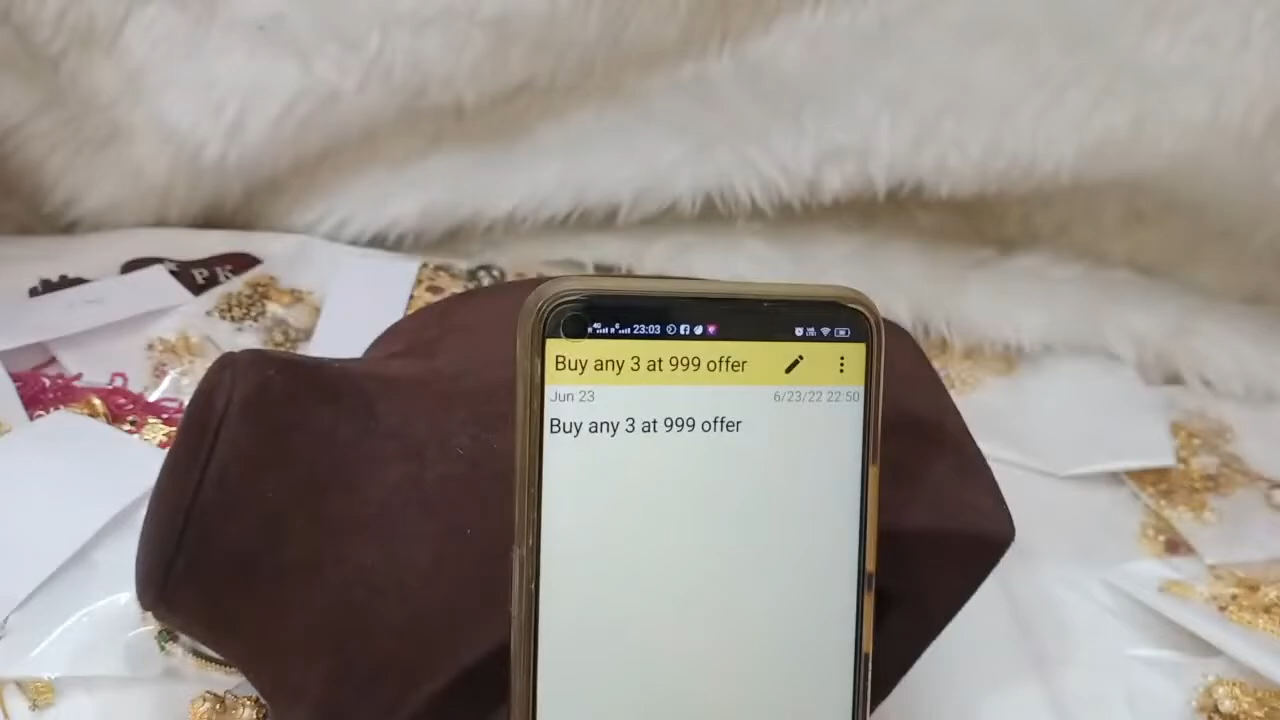 PK
23:03
Buy any 3 at 999 offer
Jun 23
6/23/22 22:50
Buy any 3 at 999 offer